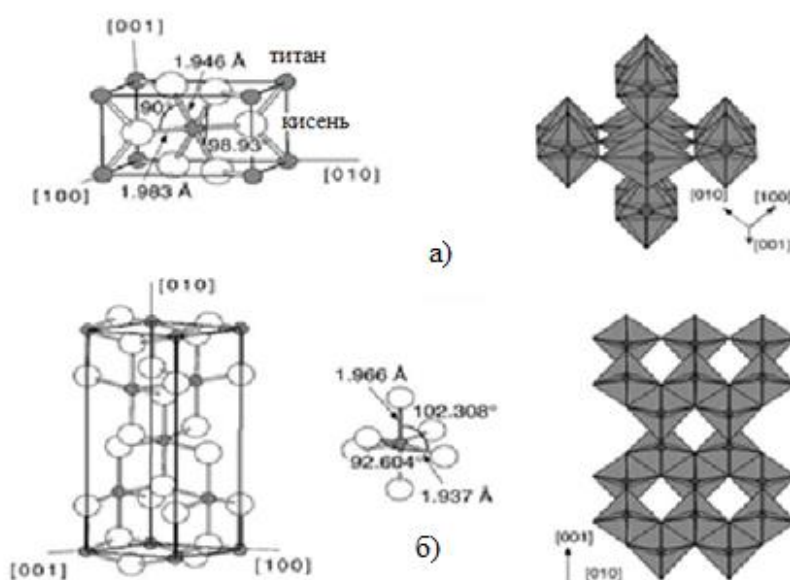 [001]
1.946 Å
титан
90°
кисень
98.93°
[010]
[100]
1.983 Å
[010]
[100]
[001]
а)
[010]
1.966 Å
102.308°
92.604°
1.937 Å
[001]
[100]
б)
[001]
[010]